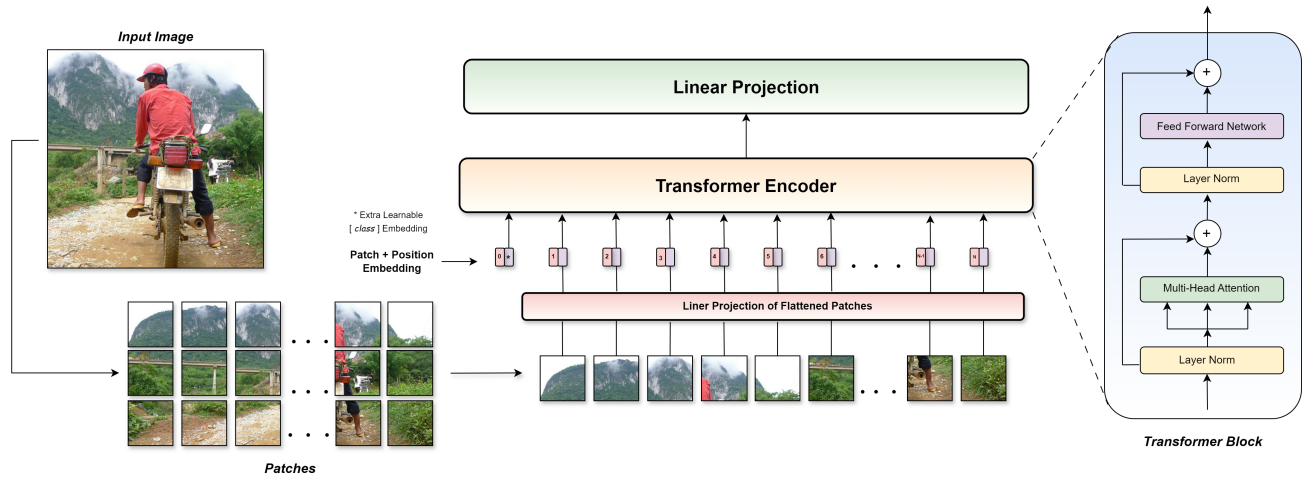 Input Image
Patches
Linear Projection
Transformer Encoder
* Extra Learnable
[ class ] Embedding
Patch + Position
Embedding
0 *
1
2
3
4
5
6
. . .
N-1
N
Liner Projection of Flattened Patches
+
Feed Forward Network
Layer Norm
+
Multi-Head Attention
Layer Norm
Transformer Block